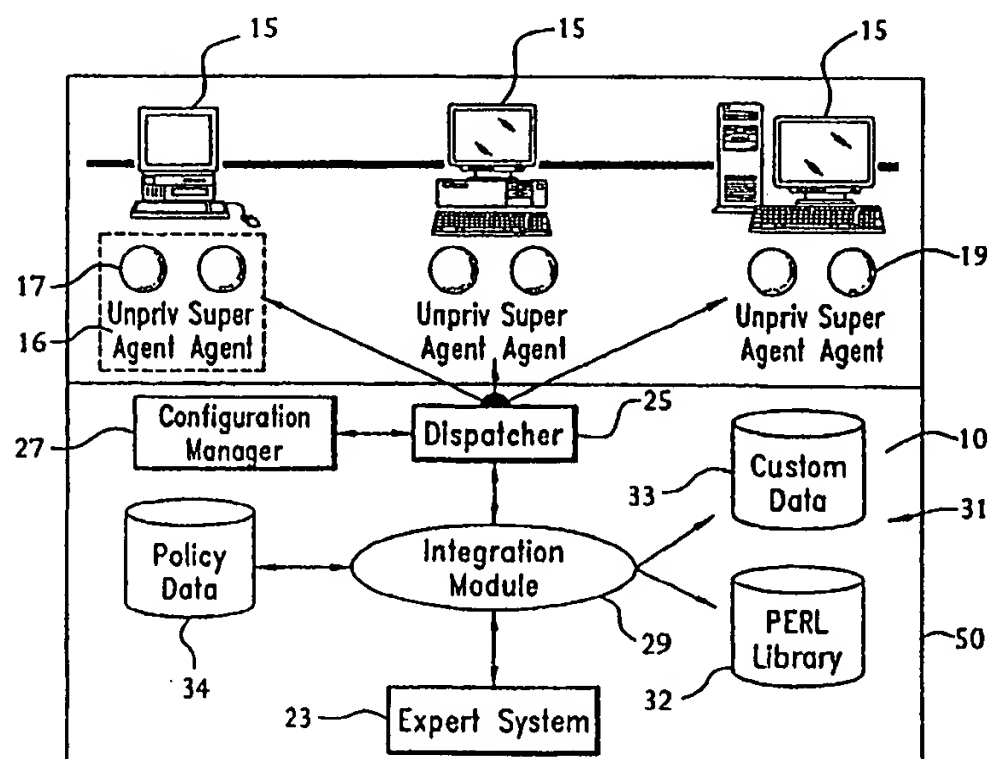 15
15
15
17
19
16
Unpriv Super
Agent Agent
Unpriv Super
Agent Agent
Unpriv Super
Agent Agent
27
Configuration
Manager
Dispatcher
25
10
33
Custom
Data
31
Policy
Data
34
Integration
Module
29
PERL
Library
32
50
23
Expert System